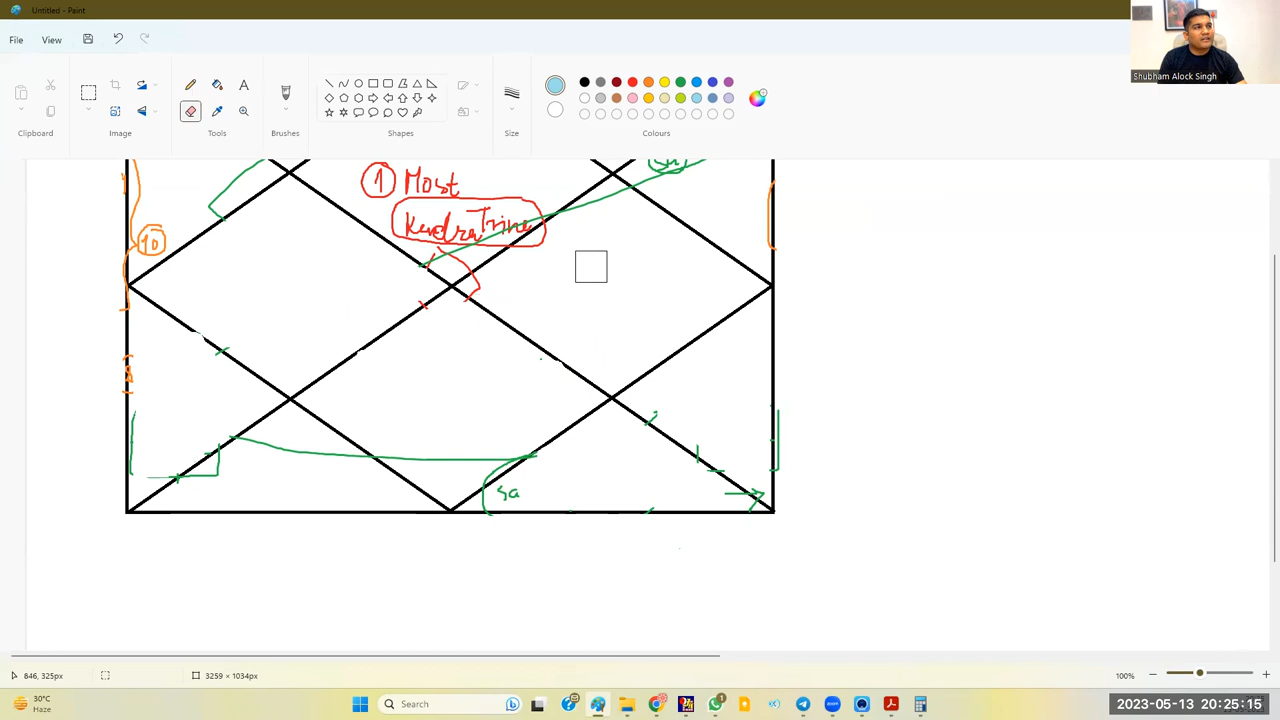 Untitled - Paint
File
View
Shubham Alock Singh
Clipboard
Image
Tools
Brushes
Shapes
Size
Colours
1 Most
Kendra Trine
10
Sa
846, 325px
3259 × 1034px
100%
30°C
Haze
Search
1
2023-05-13 20:25:15